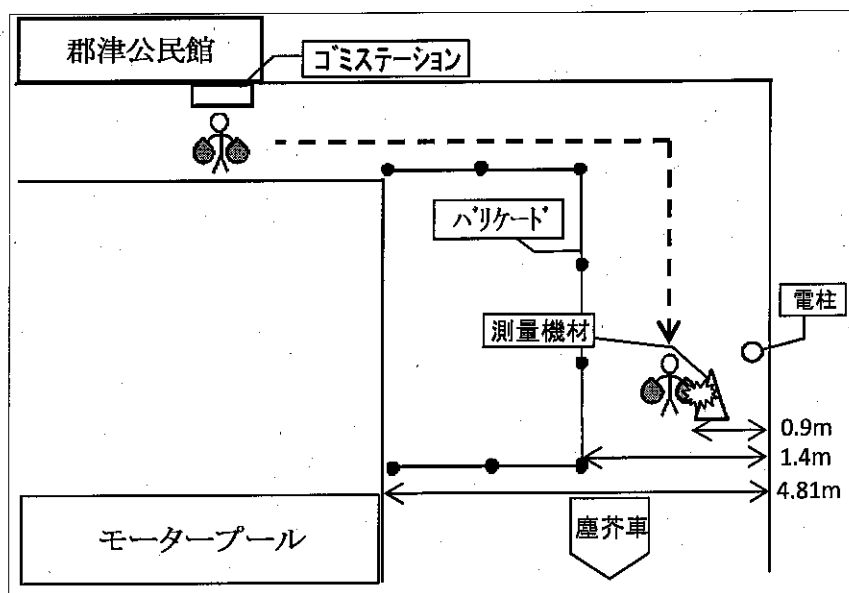 郡津公民館
ゴミステーション
バリケード
電柱
測量機材
0.9m
1.4m
4.81m
塵芥車
モータープール